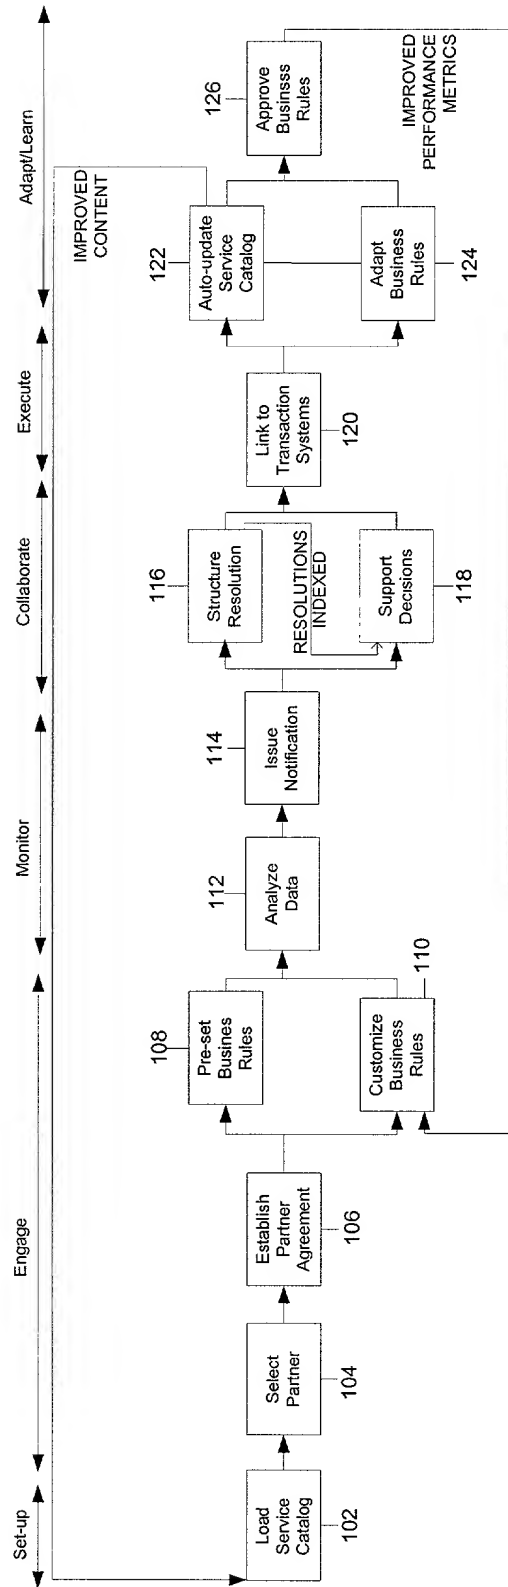 Set-up
Engage
Monitor
Collaborate
Execute
Adapt/Learn
IMPROVED
CONTENT
Load
Service
Catalog
102
Select
Partner
104
Establish
Partner
Agreement
106
108
Pre-set
Busines
Rules
Customize
Business
Rules
110
112
Analyze
Data
114
Issue
Notification
116
Structure
Resolution
RESOLUTIONS
INDEXED
Support
Decisions
118
Link to
Transaction
Systems
120
122
Auto-update
Service
Catalog
Adapt
Business
Rules
124
126
Approve
Businsss
Rules
IMPROVED
PERFORMANCE
METRICS